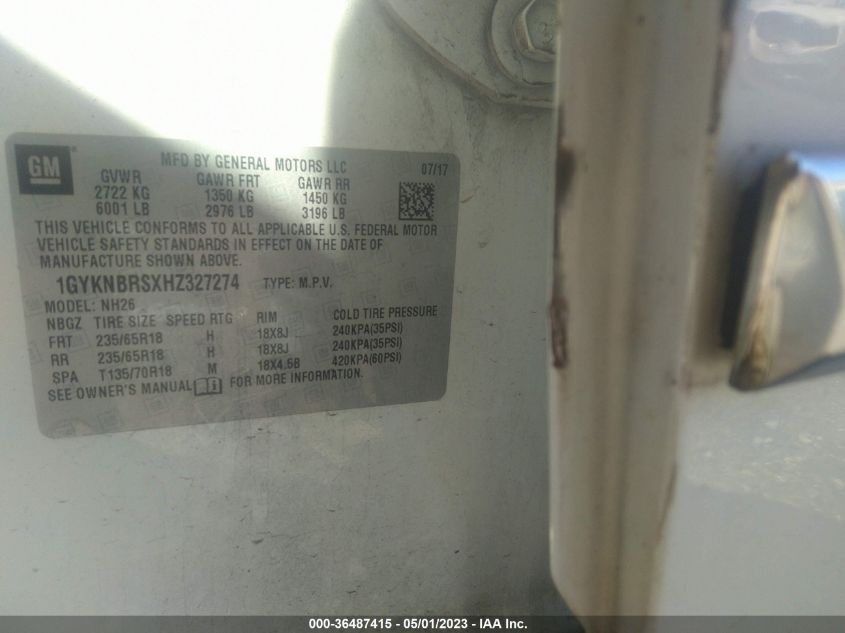 GM
MFD BY GENERAL MOTORS LLC 07/17
GVWR GAWR FRT GAWR RR
2722 KG 1350 KG 1450 KG
6001 LB 2976 LB 3196 LB
THIS VEHICLE CONFORMS TO ALL APPLICABLE U.S. FEDERAL MOTOR
VEHICLE SAFETY STANDARDS IN EFFECT ON THE DATE OF
MANUFACTURE SHOWN ABOVE.
1GYKNBRSXHZ327274 TYPE: M.P.V.
MODEL: NH26
NBGZ TIRE SIZE SPEED RTG RIM COLD TIRE PRESSURE
FRT 235/65R18 H 18X8J 240KPA(35PSI)
RR 235/65R18 H 18X8J 240KPA(35PSI)
SPA T135/70R18 M 18X4.5B 420KPA(60PSI)
SEE OWNER'S MANUAL FOR MORE INFORMATION.
000-36487415 - 05/01/2023 - IAA Inc.